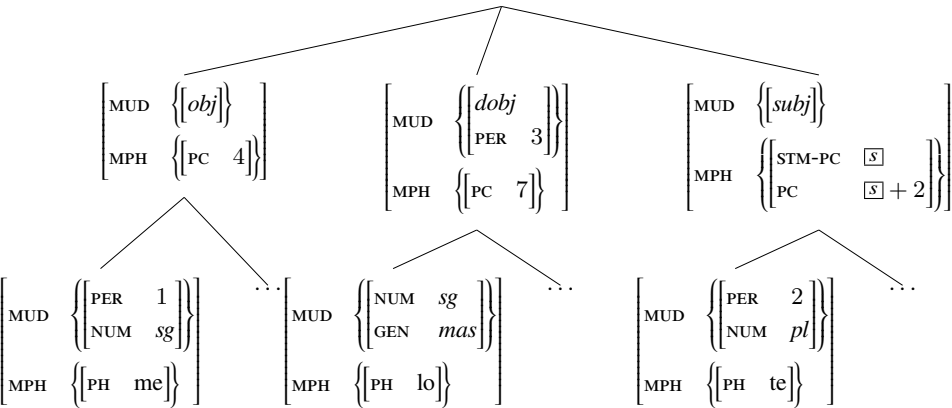 [MUD {[obj]}
MPH {[PC 4]}]
[MUD {[dobj
PER 3]}
MPH {[PC 7]}]
[MUD {[subj]}
MPH {[STM-PC s
PC s + 2]}]
[MUD {[PER 1
NUM sg]}
MPH {[PH me]}]
...
[MUD {[NUM sg
GEN mas]}
MPH {[PH lo]}]
...
[MUD {[PER 2
NUM pl]}
MPH {[PH te]}]
...